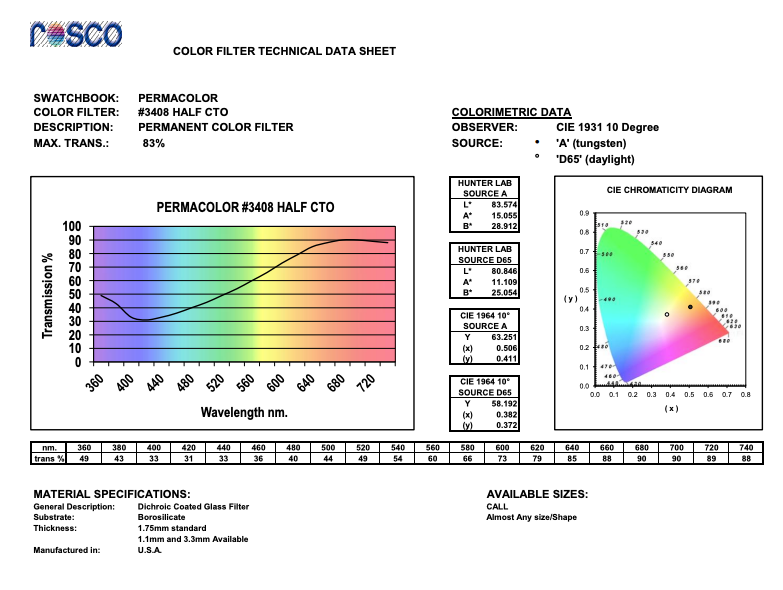 rosco
COLOR FILTER TECHNICAL DATA SHEET
SWATCHBOOK: PERMACOLOR
COLOR FILTER: #3408 HALF CTO
DESCRIPTION: PERMANENT COLOR FILTER
MAX. TRANS.: 83%
COLORIMETRIC DATA
OBSERVER: CIE 1931 10 Degree
SOURCE: 'A' (tungsten)
'D65' (daylight)
PERMACOLOR #3408 HALF CTO
Transmission %
100
90
80
70
60
50
40
30
20
10
0
360 400 440 480 520 560 600 640 680 720
Wavelength nm.
HUNTER LAB
SOURCE A
L* 83.574
A* 15.055
B* 28.912
HUNTER LAB
SOURCE D65
L* 80.846
A* 11.109
B* 25.054
CIE 1964 10°
SOURCE A
Y 63.251
(x) 0.506
(y) 0.411
CIE 1964 10°
SOURCE D65
Y 58.192
(x) 0.382
(y) 0.372
CIE CHROMATICITY DIAGRAM
0.9
0.8
0.7
0.6
0.5
0.4
0.3
0.2
0.1
0.0
( y )
510 520 530 540 550 560 570 580 590 600 610 620 630 680
500
490
480
470
460
0.0 0.1 0.2 0.3 0.4 0.5 0.6 0.7 0.8
( x )
nm. 360 380 400 420 440 460 480 500 520 540 560 580 600 620 640 660 680 700 720 740
trans % 49 43 33 31 33 36 40 44 49 54 60 66 73 79 85 88 90 90 89 88
MATERIAL SPECIFICATIONS:
General Description: Dichroic Coated Glass Filter
Substrate: Borosilicate
Thickness: 1.75mm standard
1.1mm and 3.3mm Available
Manufactured in: U.S.A.
AVAILABLE SIZES:
CALL
Almost Any size/Shape